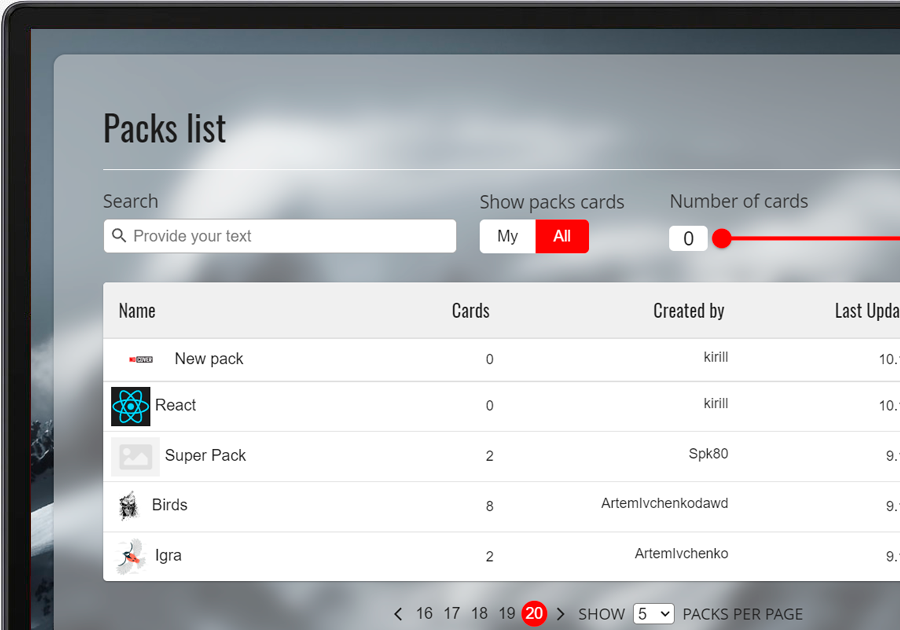 Packs list
Search
Show packs cards
Number of cards
Provide your text
My
All
0
Name
Cards
Created by
Last Upda
New pack
0
kirill
10.
React
0
kirill
10.
Super Pack
2
Spk80
9.
Birds
8
ArtemIvchenkodawd
9.
Igra
2
ArtemIvchenko
9.
16 17 18 19 20 SHOW 5 PACKS PER PAGE